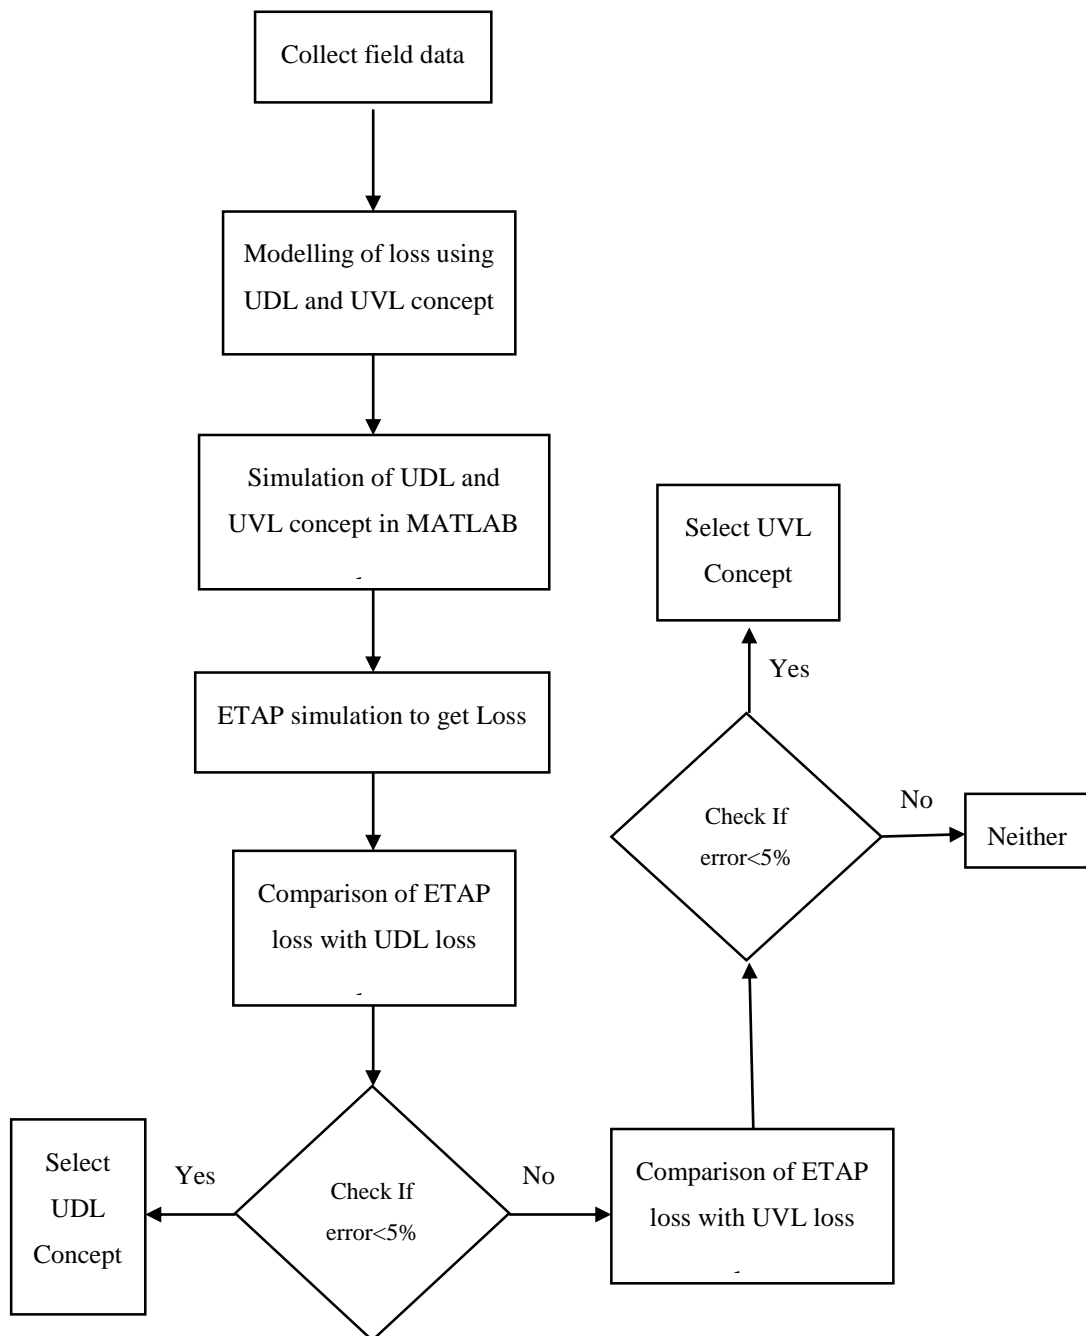 Collect field data
Modelling of loss using
UDL and UVL concept
Simulation of UDL and
UVL concept in MATLAB
ETAP simulation to get Loss
Comparison of ETAP
loss with UDL loss
Check If
error<5%
Yes
Select
UDL
Concept
No
Comparison of ETAP
loss with UVL loss
Check If
error<5%
Yes
Select UVL
Concept
No
Neither